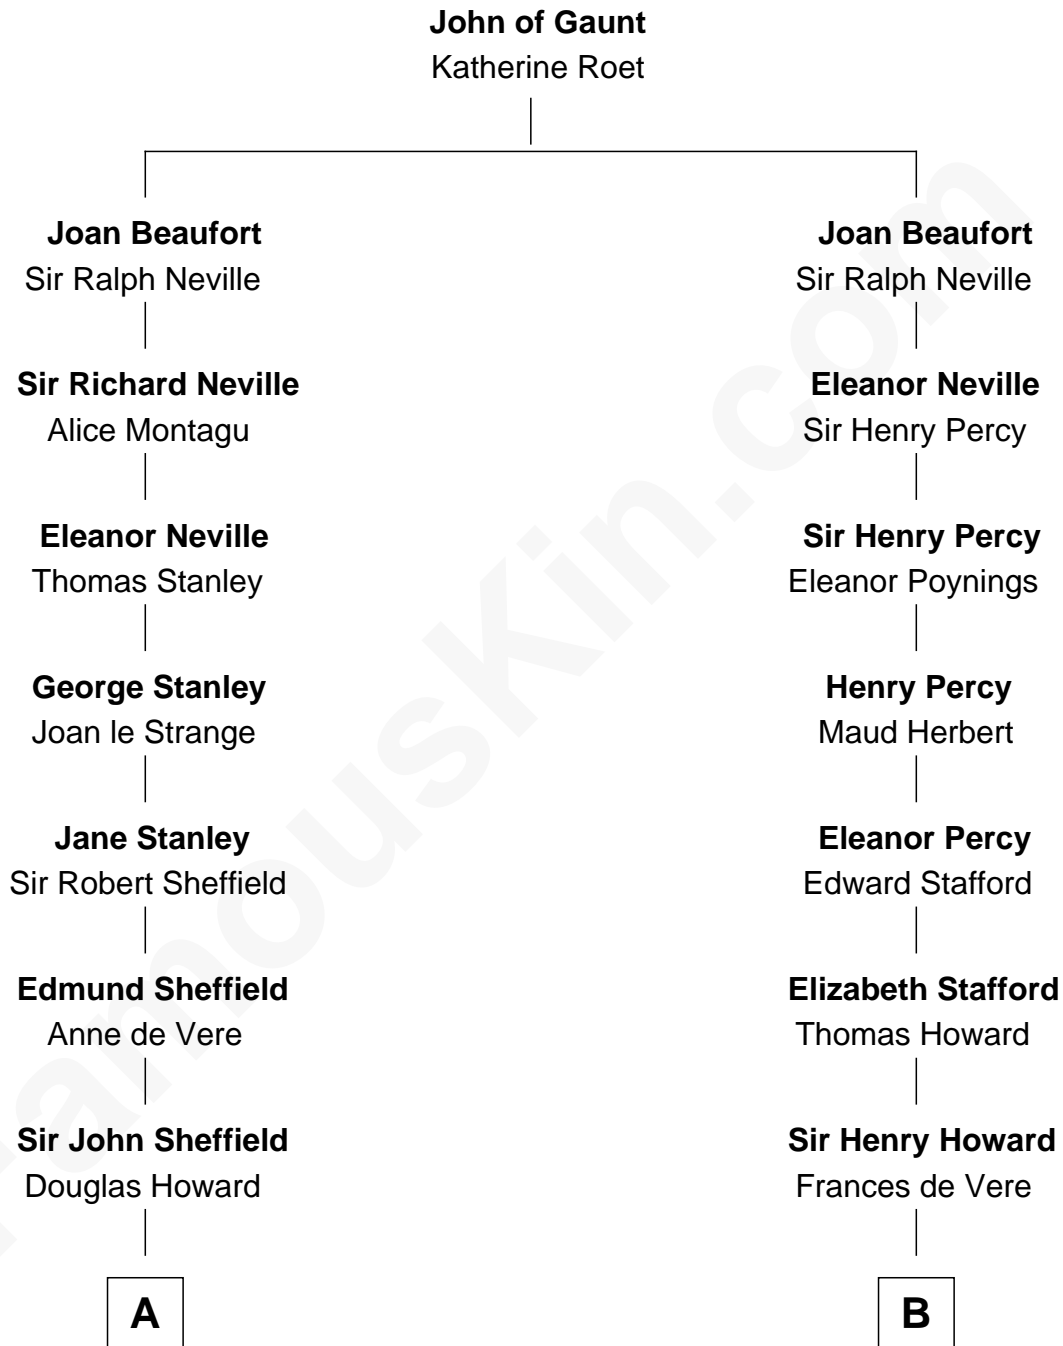 John of Gaunt
Katherine Roet
Joan Beaufort
Sir Ralph Neville
Sir Richard Neville
Alice Montagu
Eleanor Neville
Thomas Stanley
George Stanley
Joan le Strange
Jane Stanley
Sir Robert Sheffield
Edmund Sheffield
Anne de Vere
Sir John Sheffield
Douglas Howard
A
Joan Beaufort
Sir Ralph Neville
Eleanor Neville
Sir Henry Percy
Sir Henry Percy
Eleanor Poynings
Henry Percy
Maud Herbert
Eleanor Percy
Edward Stafford
Elizabeth Stafford
Thomas Howard
Sir Henry Howard
Frances de Vere
B
FamousKin.com